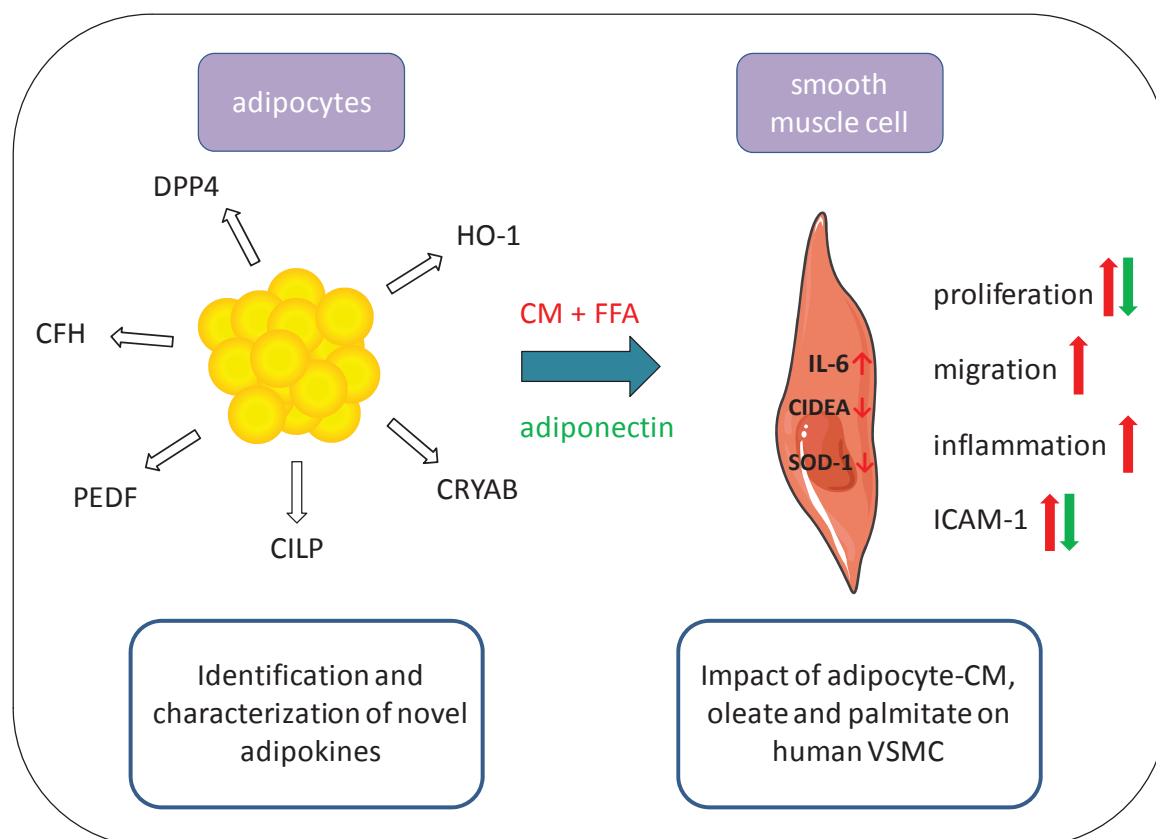 adipocytes
smooth
muscle cell
DPP4
HO-1
CFH
PEDF
CILP
CRYAB
CM + FFA
adiponectin
IL-6
CIDEA
SOD-1
proliferation
migration
inflammation
ICAM-1
Identification and
characterization of novel
adipokines
Impact of adipocyte-CM,
oleate and palmitate on
human VSMC